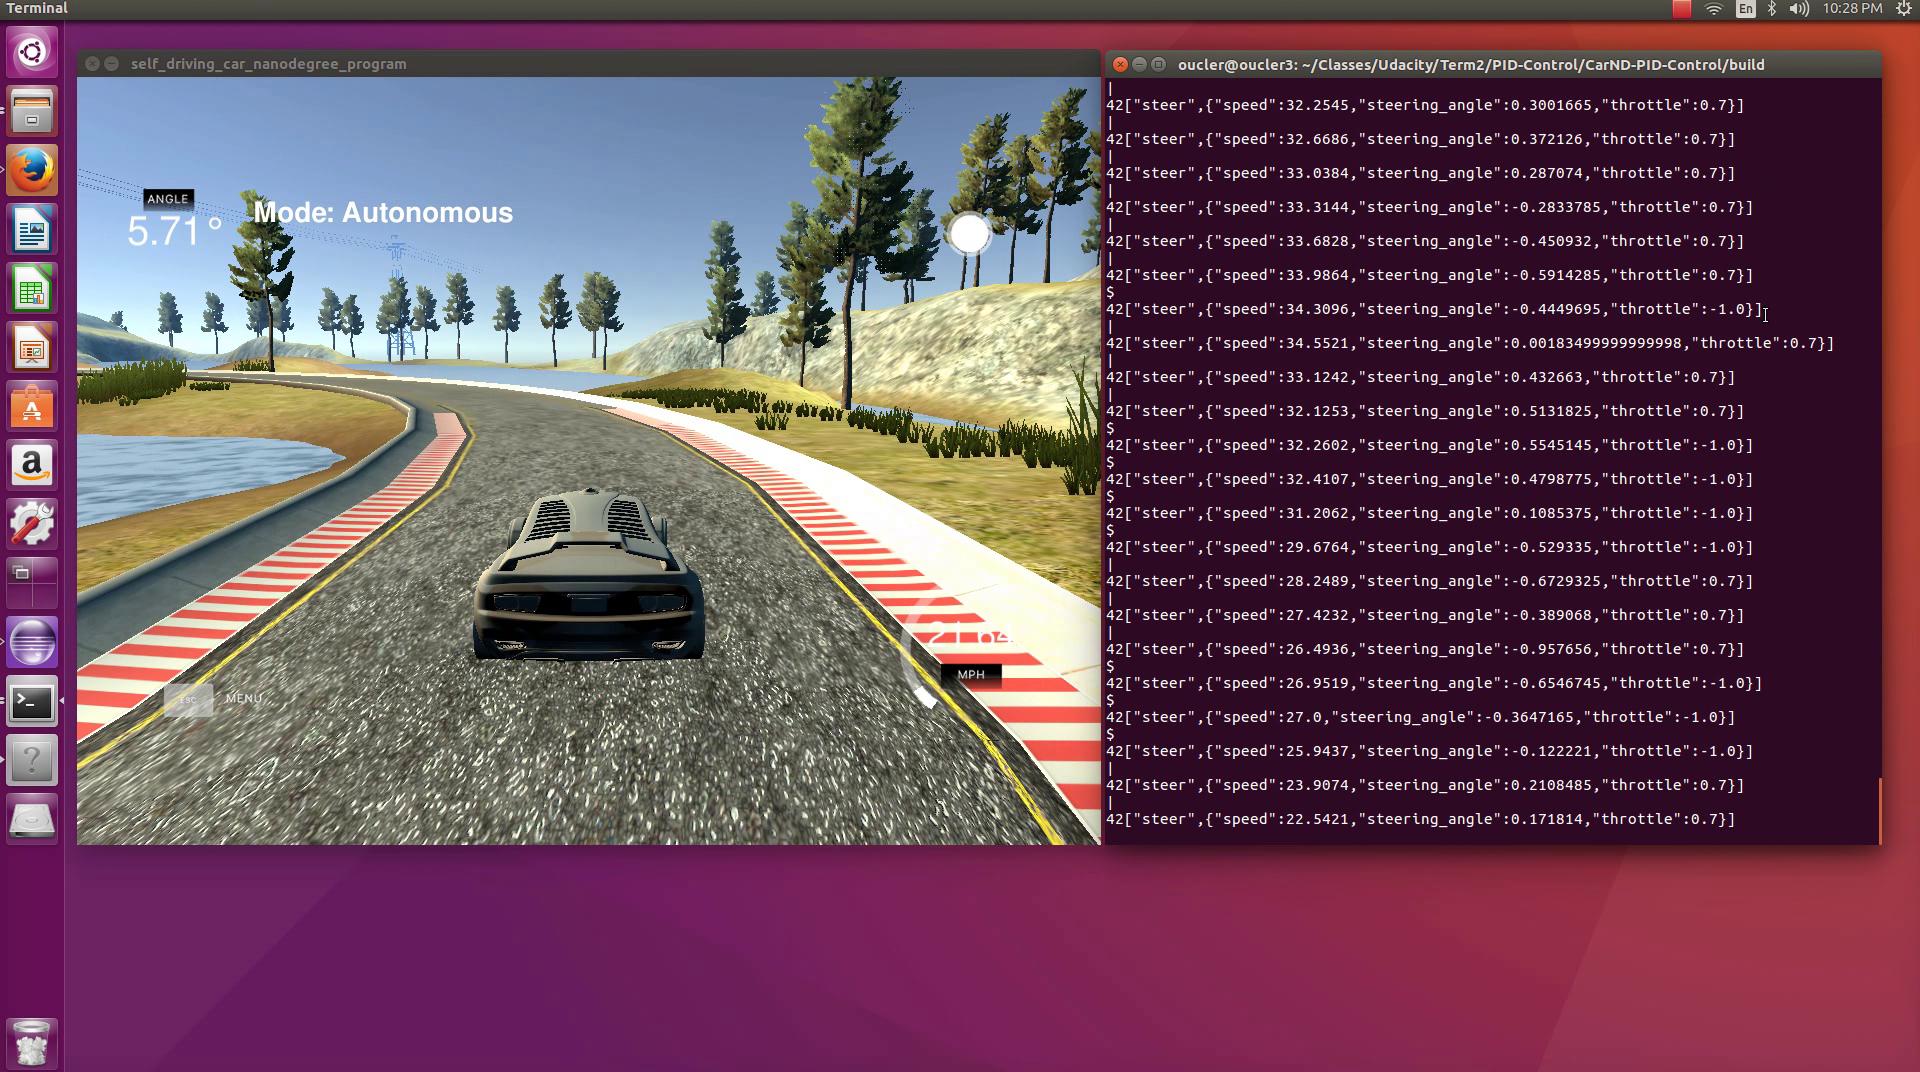 Terminal
En
10:28 PM
self_driving_car_nanodegree_program
ANGLE
5.71°
Mode: Autonomous
21.64
MPH
ESC
MENU
oucler@oucler3: ~/Classes/Udacity/Term2/PID-Control/CarND-PID-Control/build
|
42["steer",{"speed":32.2545,"steering_angle":0.3001665,"throttle":0.7}]
|
42["steer",{"speed":32.6686,"steering_angle":0.372126,"throttle":0.7}]
|
42["steer",{"speed":33.0384,"steering_angle":0.287074,"throttle":0.7}]
|
42["steer",{"speed":33.3144,"steering_angle":-0.2833785,"throttle":0.7}]
|
42["steer",{"speed":33.6828,"steering_angle":-0.450932,"throttle":0.7}]
|
42["steer",{"speed":33.9864,"steering_angle":-0.5914285,"throttle":0.7}]
$
42["steer",{"speed":34.3096,"steering_angle":-0.4449695,"throttle":-1.0}]
|
42["steer",{"speed":34.5521,"steering_angle":0.00183499999999998,"throttle":0.7}]
|
42["steer",{"speed":33.1242,"steering_angle":0.432663,"throttle":0.7}]
|
42["steer",{"speed":32.1253,"steering_angle":0.5131825,"throttle":0.7}]
$
42["steer",{"speed":32.2602,"steering_angle":0.5545145,"throttle":-1.0}]
$
42["steer",{"speed":32.4107,"steering_angle":0.4798775,"throttle":-1.0}]
$
42["steer",{"speed":31.2062,"steering_angle":0.1085375,"throttle":-1.0}]
$
42["steer",{"speed":29.6764,"steering_angle":-0.529335,"throttle":-1.0}]
|
42["steer",{"speed":28.2489,"steering_angle":-0.6729325,"throttle":0.7}]
|
42["steer",{"speed":27.4232,"steering_angle":-0.389068,"throttle":0.7}]
|
42["steer",{"speed":26.4936,"steering_angle":-0.957656,"throttle":0.7}]
$
42["steer",{"speed":26.9519,"steering_angle":-0.6546745,"throttle":-1.0}]
$
42["steer",{"speed":27.0,"steering_angle":-0.3647165,"throttle":-1.0}]
$
42["steer",{"speed":25.9437,"steering_angle":-0.122221,"throttle":-1.0}]
|
42["steer",{"speed":23.9074,"steering_angle":0.2108485,"throttle":0.7}]
|
42["steer",{"speed":22.5421,"steering_angle":0.171814,"throttle":0.7}]